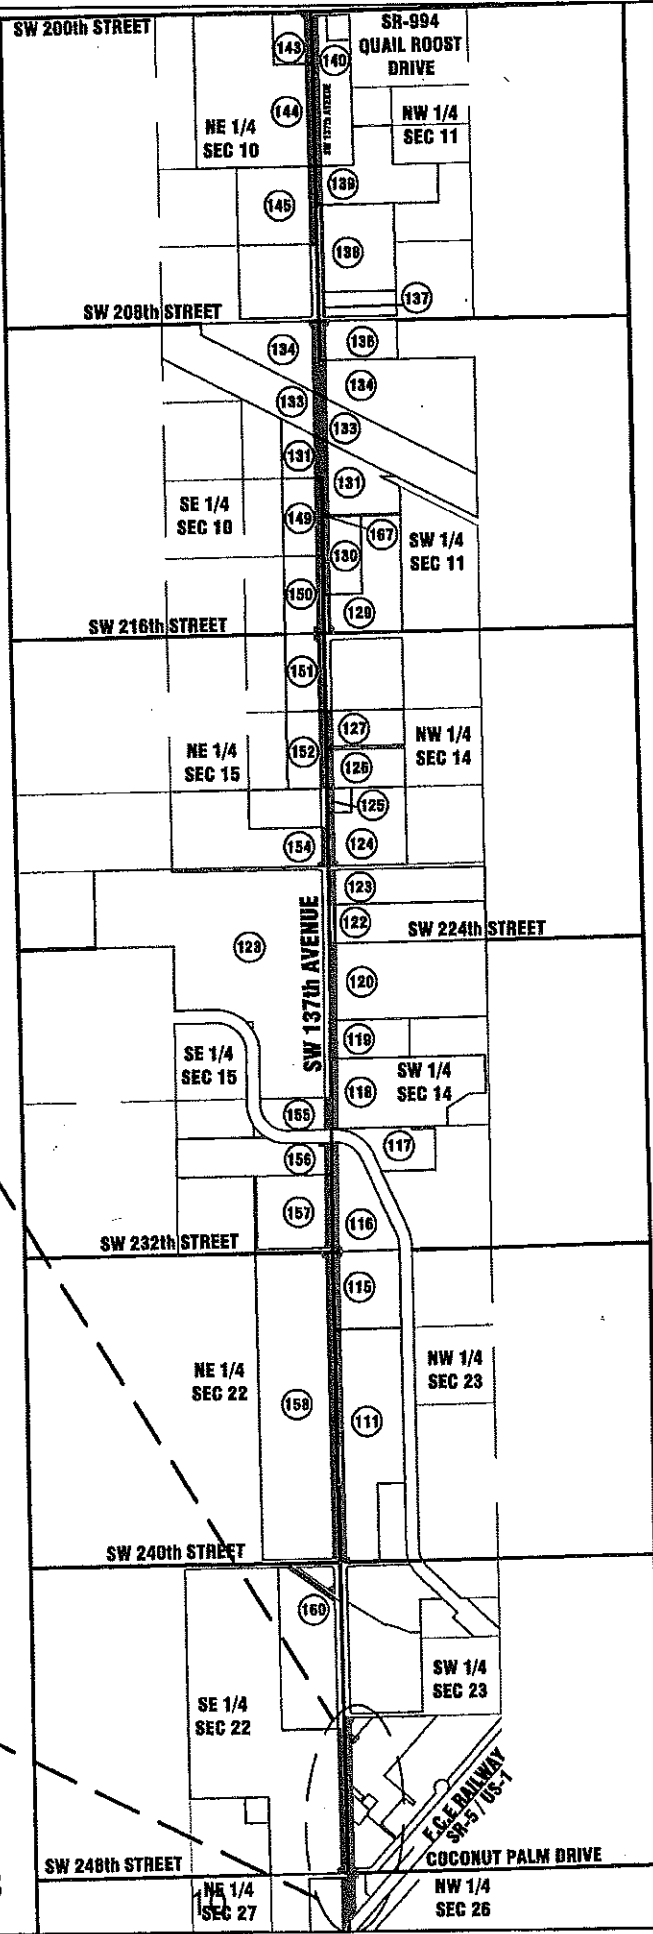 SW 200th STREET
SR-994
QUAIL ROOST
DRIVE
143
140
144
SW 137th AVENUE
NE 1/4
SEC 10
NW 1/4
SEC 11
139
145
138
137
SW 208th STREET
134
136
134
133
133
131
131
SE 1/4
SEC 10
149
167
130
SW 1/4
SEC 11
150
129
SW 216th STREET
151
127
NW 1/4
SEC 14
NE 1/4
SEC 15
152
126
125
154
124
123
122
SW 224th STREET
123
SW 137th AVENUE
120
119
SE 1/4
SEC 15
SW 1/4
SEC 14
118
155
117
156
157
116
SW 232th STREET
115
NE 1/4
SEC 22
NW 1/4
SEC 23
158
111
SW 240th STREET
160
SW 1/4
SEC 23
SE 1/4
SEC 22
F.C.E RAILWAY
SR-5 / US-1
SW 248th STREET
COCONUT PALM DRIVE
NE 1/4
SEC 27
NW 1/4
SEC 26